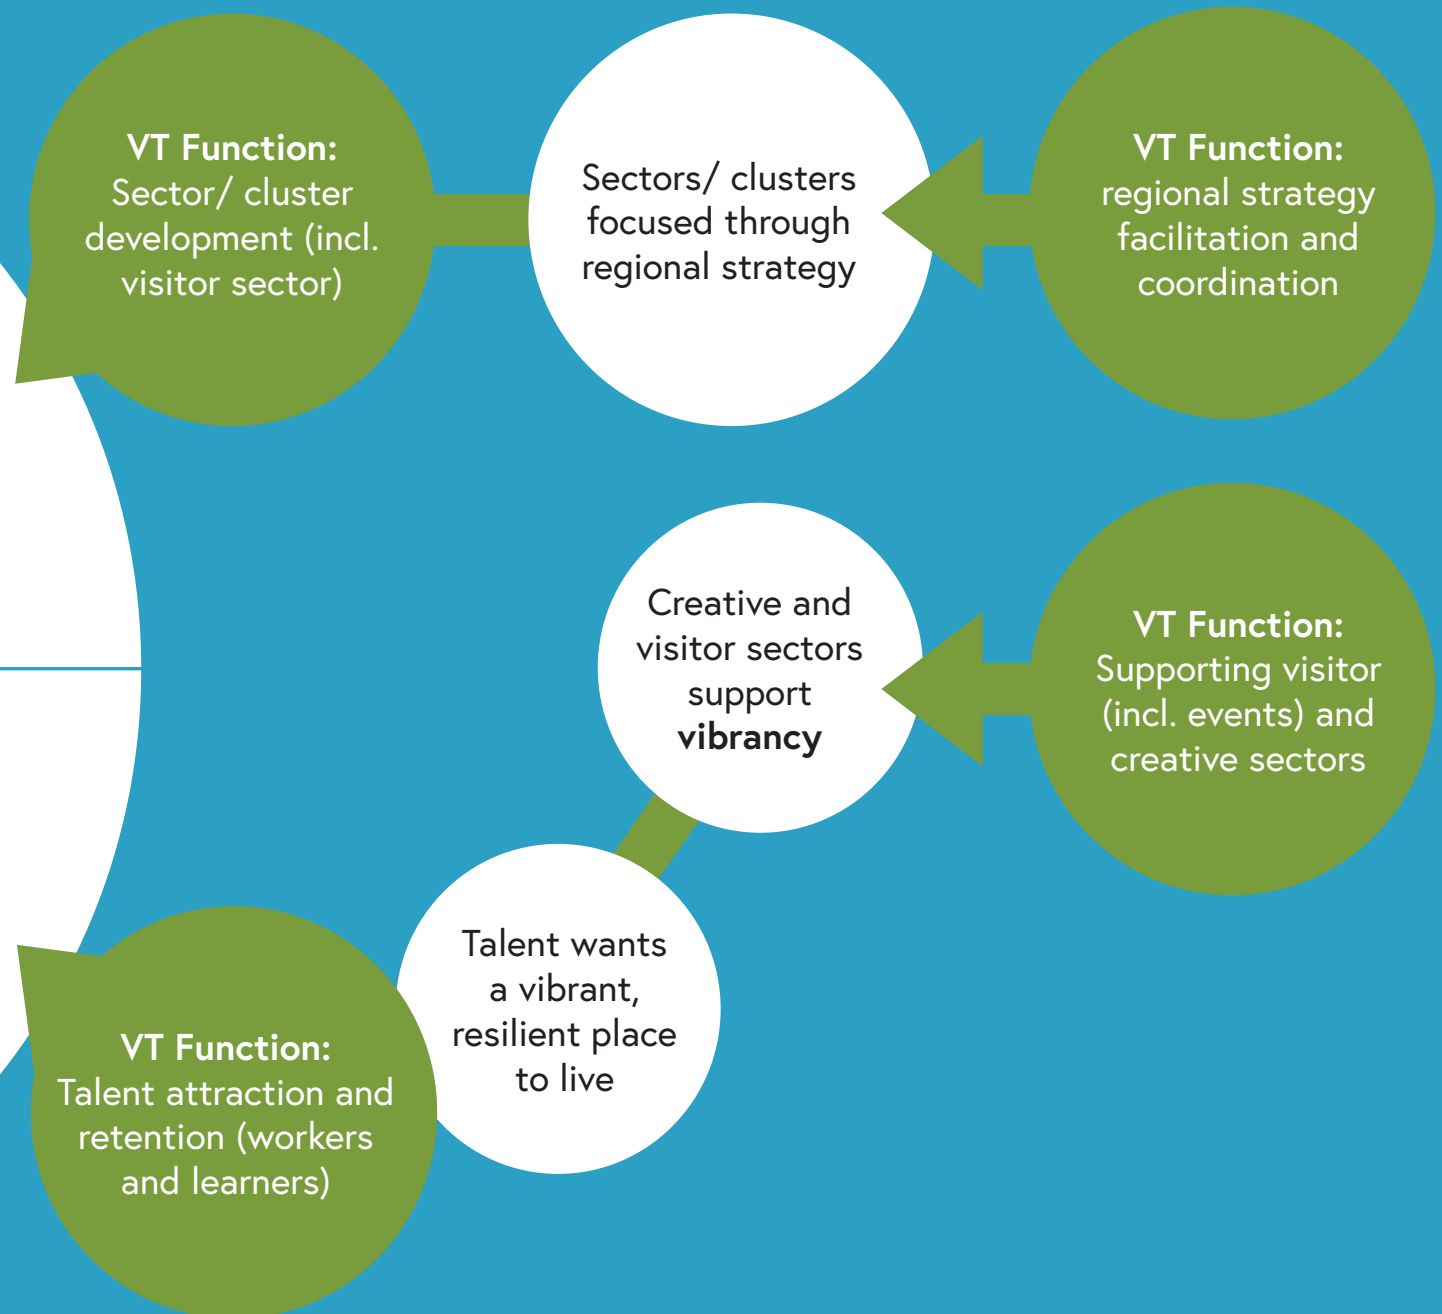 VT Function:
Sector/ cluster
development (incl.
visitor sector)
Sectors/ clusters
focused through
regional strategy
VT Function:
regional strategy
facilitation and
coordination
Creative and
visitor sectors
support
vibrancy
VT Function:
Supporting visitor
(incl. events) and
creative sectors
Talent wants
a vibrant,
resilient place
to live
VT Function:
Talent attraction and
retention (workers
and learners)